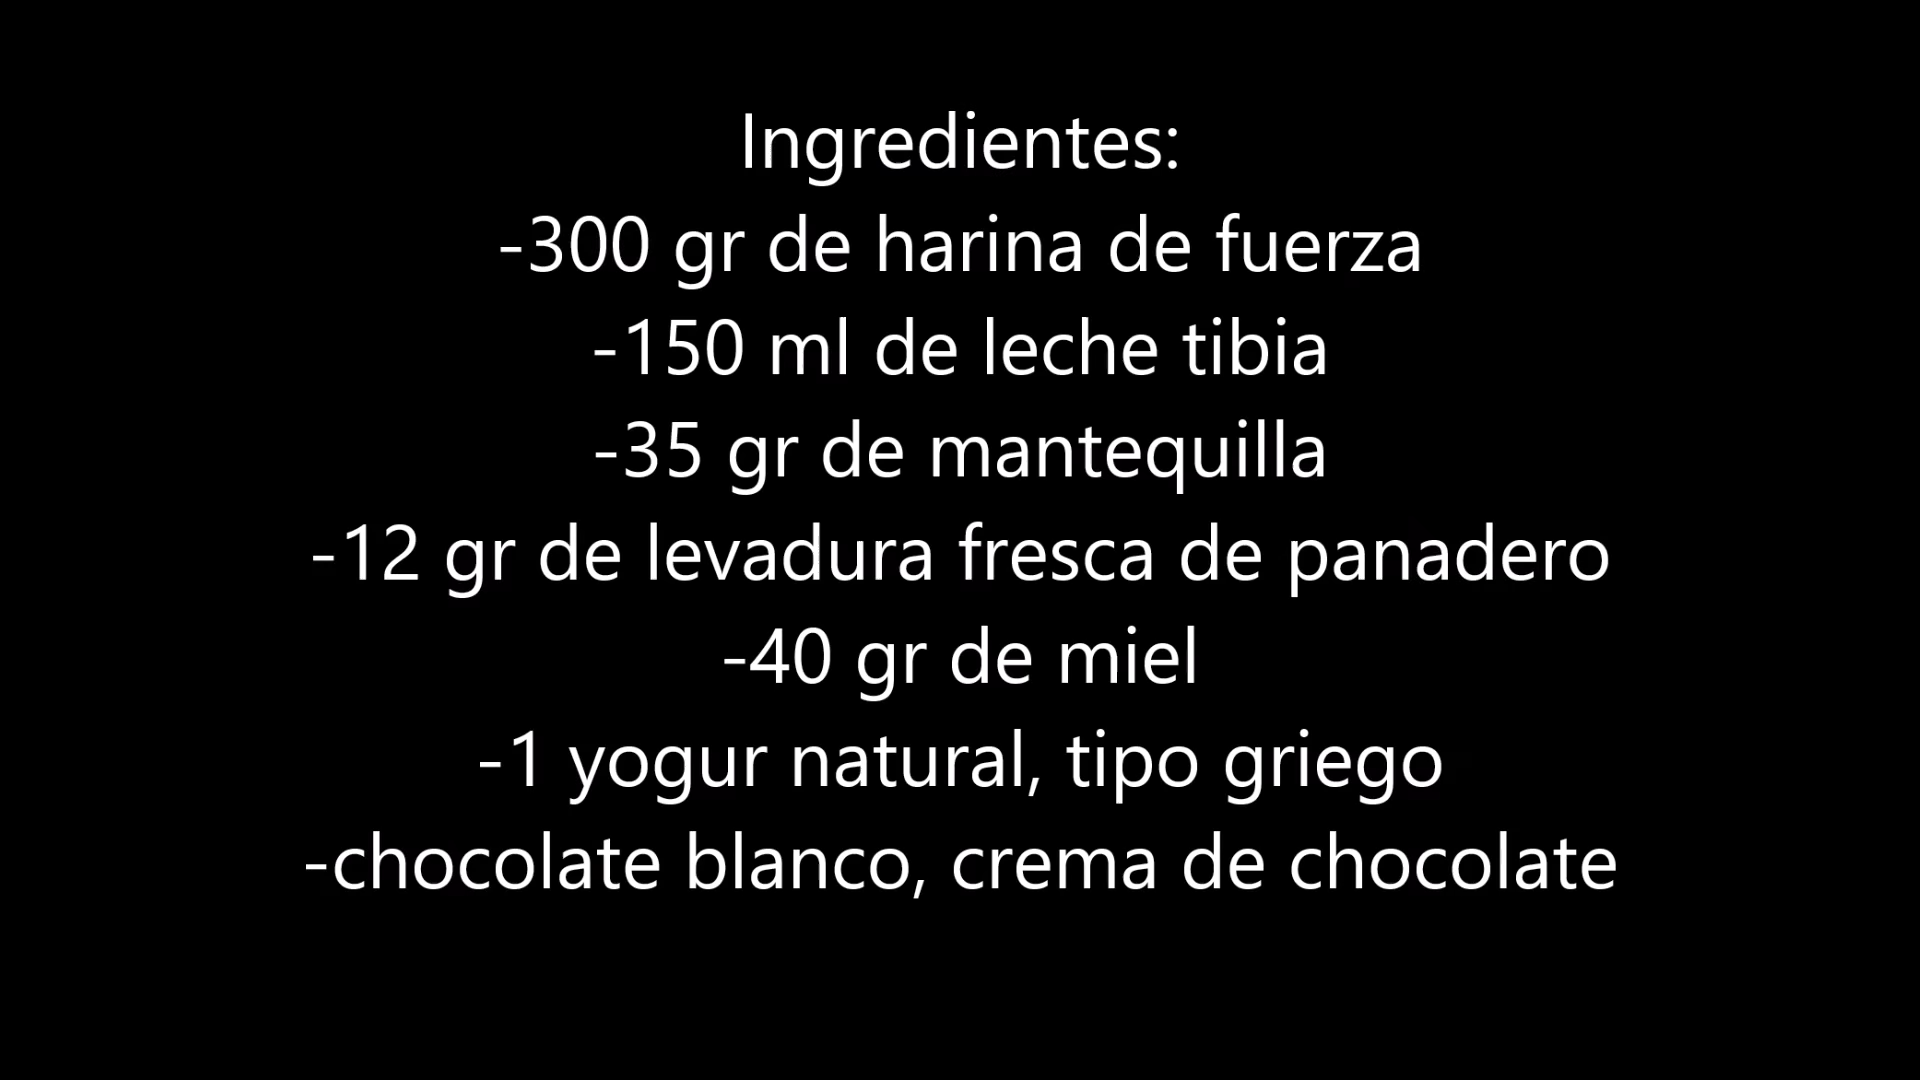 Ingredientes:
-300 gr de harina de fuerza
-150 ml de leche tibia
-35 gr de mantequilla
-12 gr de levadura fresca de panadero
-40 gr de miel
-1 yogur natural, tipo griego
-chocolate blanco, crema de chocolate